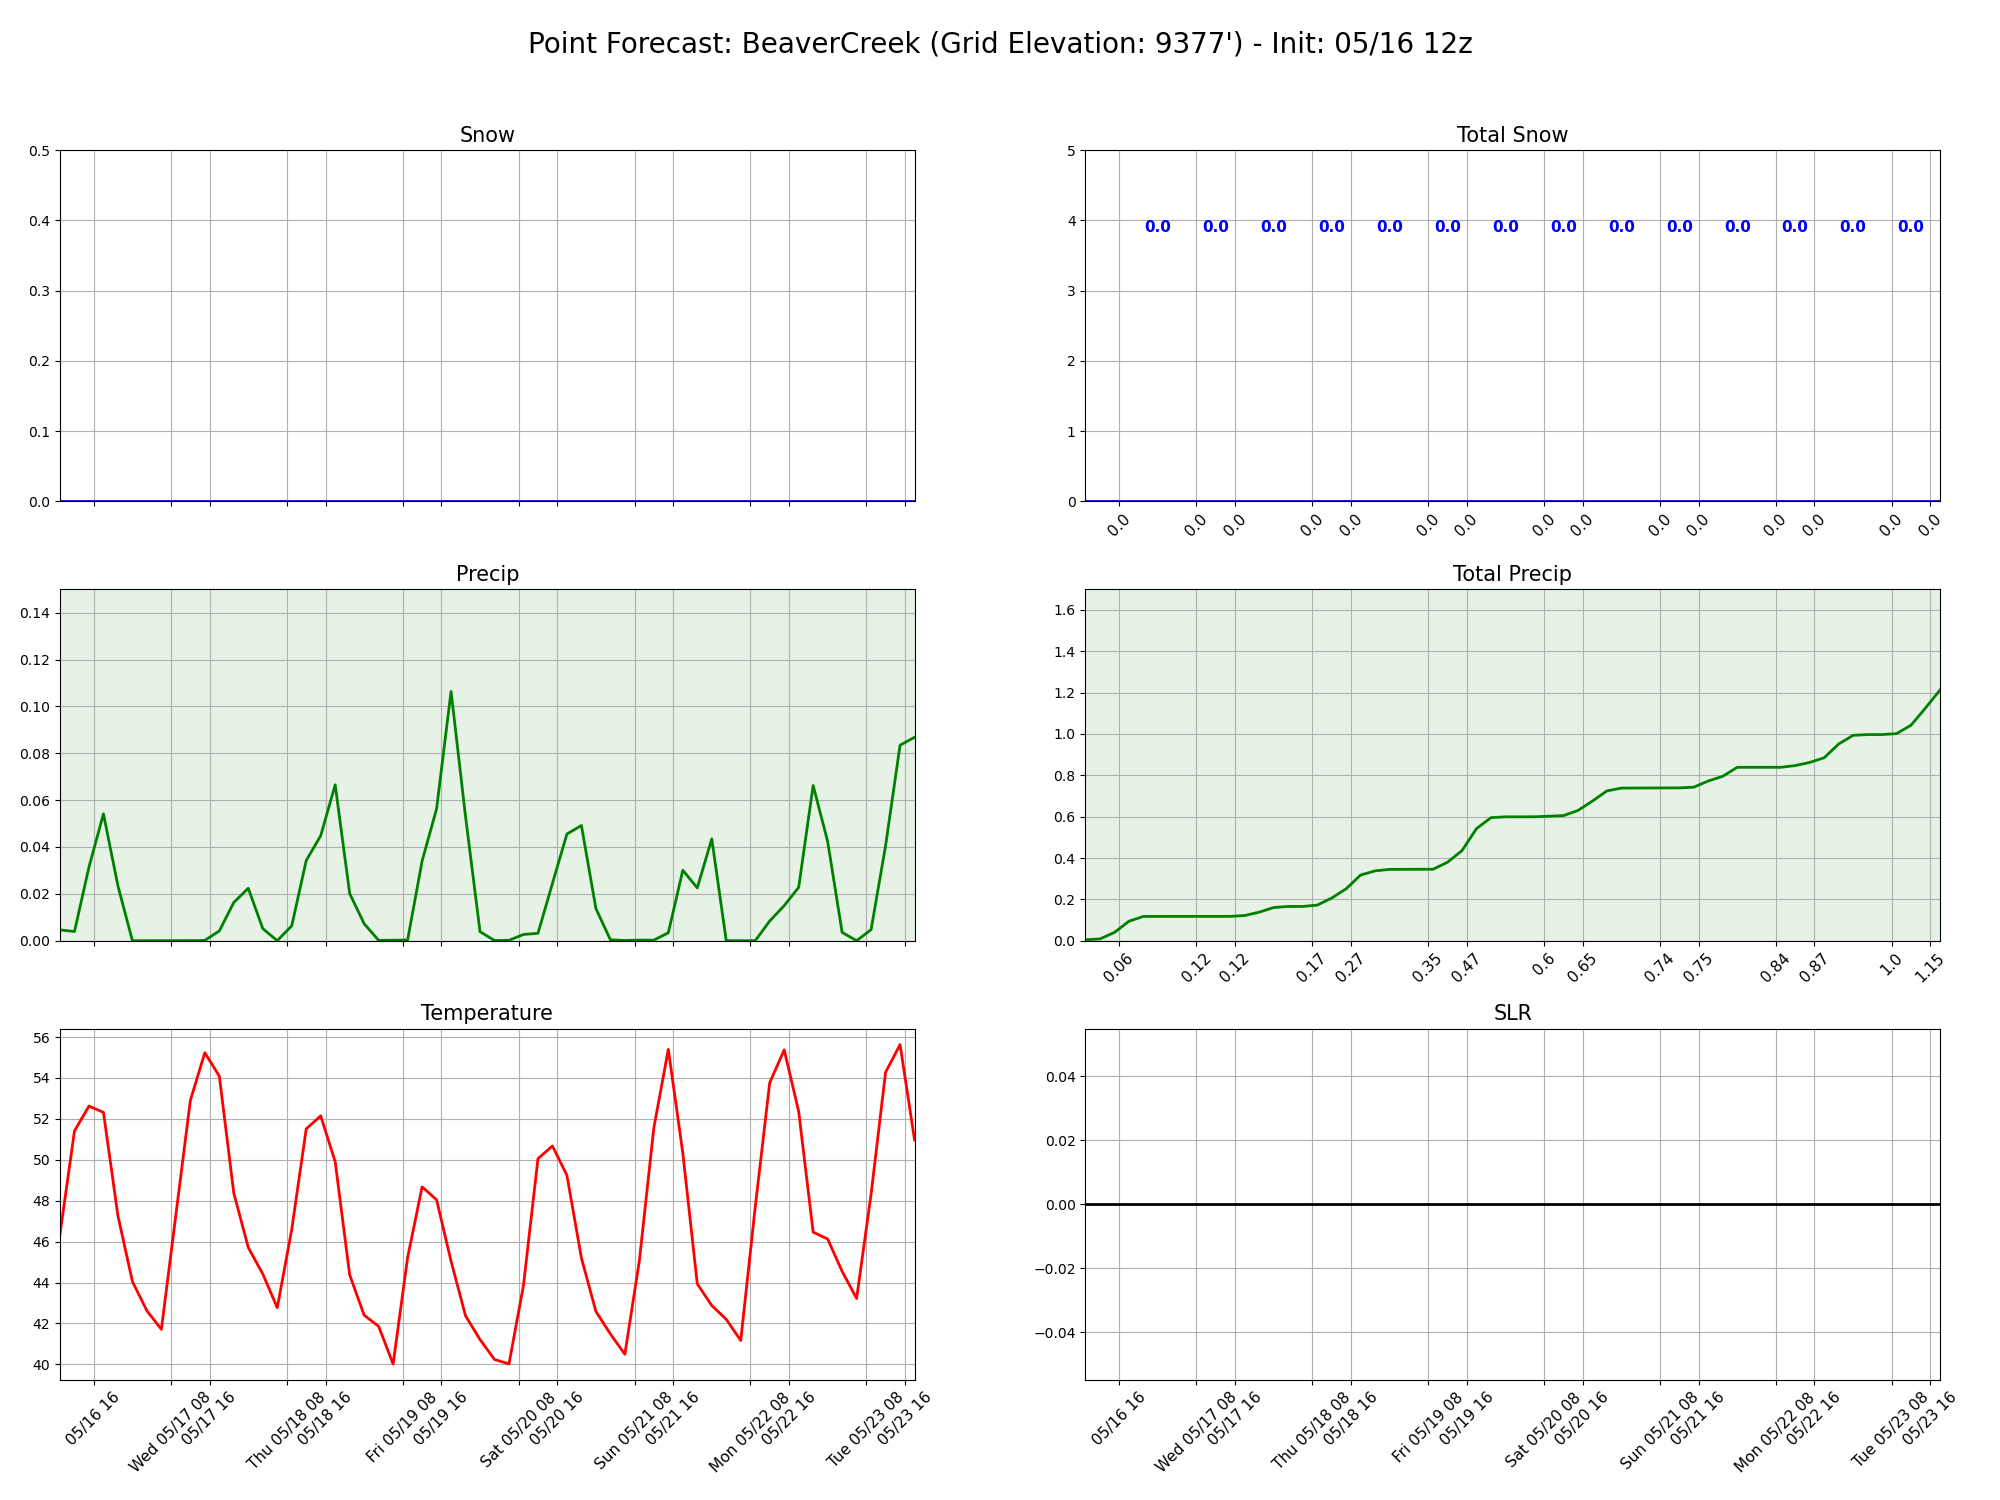 Point Forecast: BeaverCreek (Grid Elevation: 9377') - Init: 05/16 12z
Snow
0.5
0.4
0.3
0.2
0.1
0.0
Total Snow
5
4
3
2
1
0
0.0 0.0 0.0 0.0 0.0 0.0 0.0 0.0 0.0 0.0 0.0 0.0 0.0 0.0
0.0 0.0 0.0 0.0 0.0 0.0 0.0 0.0 0.0 0.0 0.0 0.0 0.0 0.0 0.0
Precip
0.14
0.12
0.10
0.08
0.06
0.04
0.02
0.00
Total Precip
1.6
1.4
1.2
1.0
0.8
0.6
0.4
0.2
0.0
0.06 0.12 0.12 0.17 0.27 0.35 0.47 0.6 0.65 0.74 0.75 0.84 0.87 1.0 1.15
Temperature
56
54
52
50
48
46
44
42
40
05/16 16
Wed 05/17 08
05/17 16
Thu 05/18 08
05/18 16
Fri 05/19 08
05/19 16
Sat 05/20 08
05/20 16
Sun 05/21 08
05/21 16
Mon 05/22 08
05/22 16
Tue 05/23 08
05/23 16
SLR
0.04
0.02
0.00
−0.02
−0.04
05/16 16
Wed 05/17 08
05/17 16
Thu 05/18 08
05/18 16
Fri 05/19 08
05/19 16
Sat 05/20 08
05/20 16
Sun 05/21 08
05/21 16
Mon 05/22 08
05/22 16
Tue 05/23 08
05/23 16